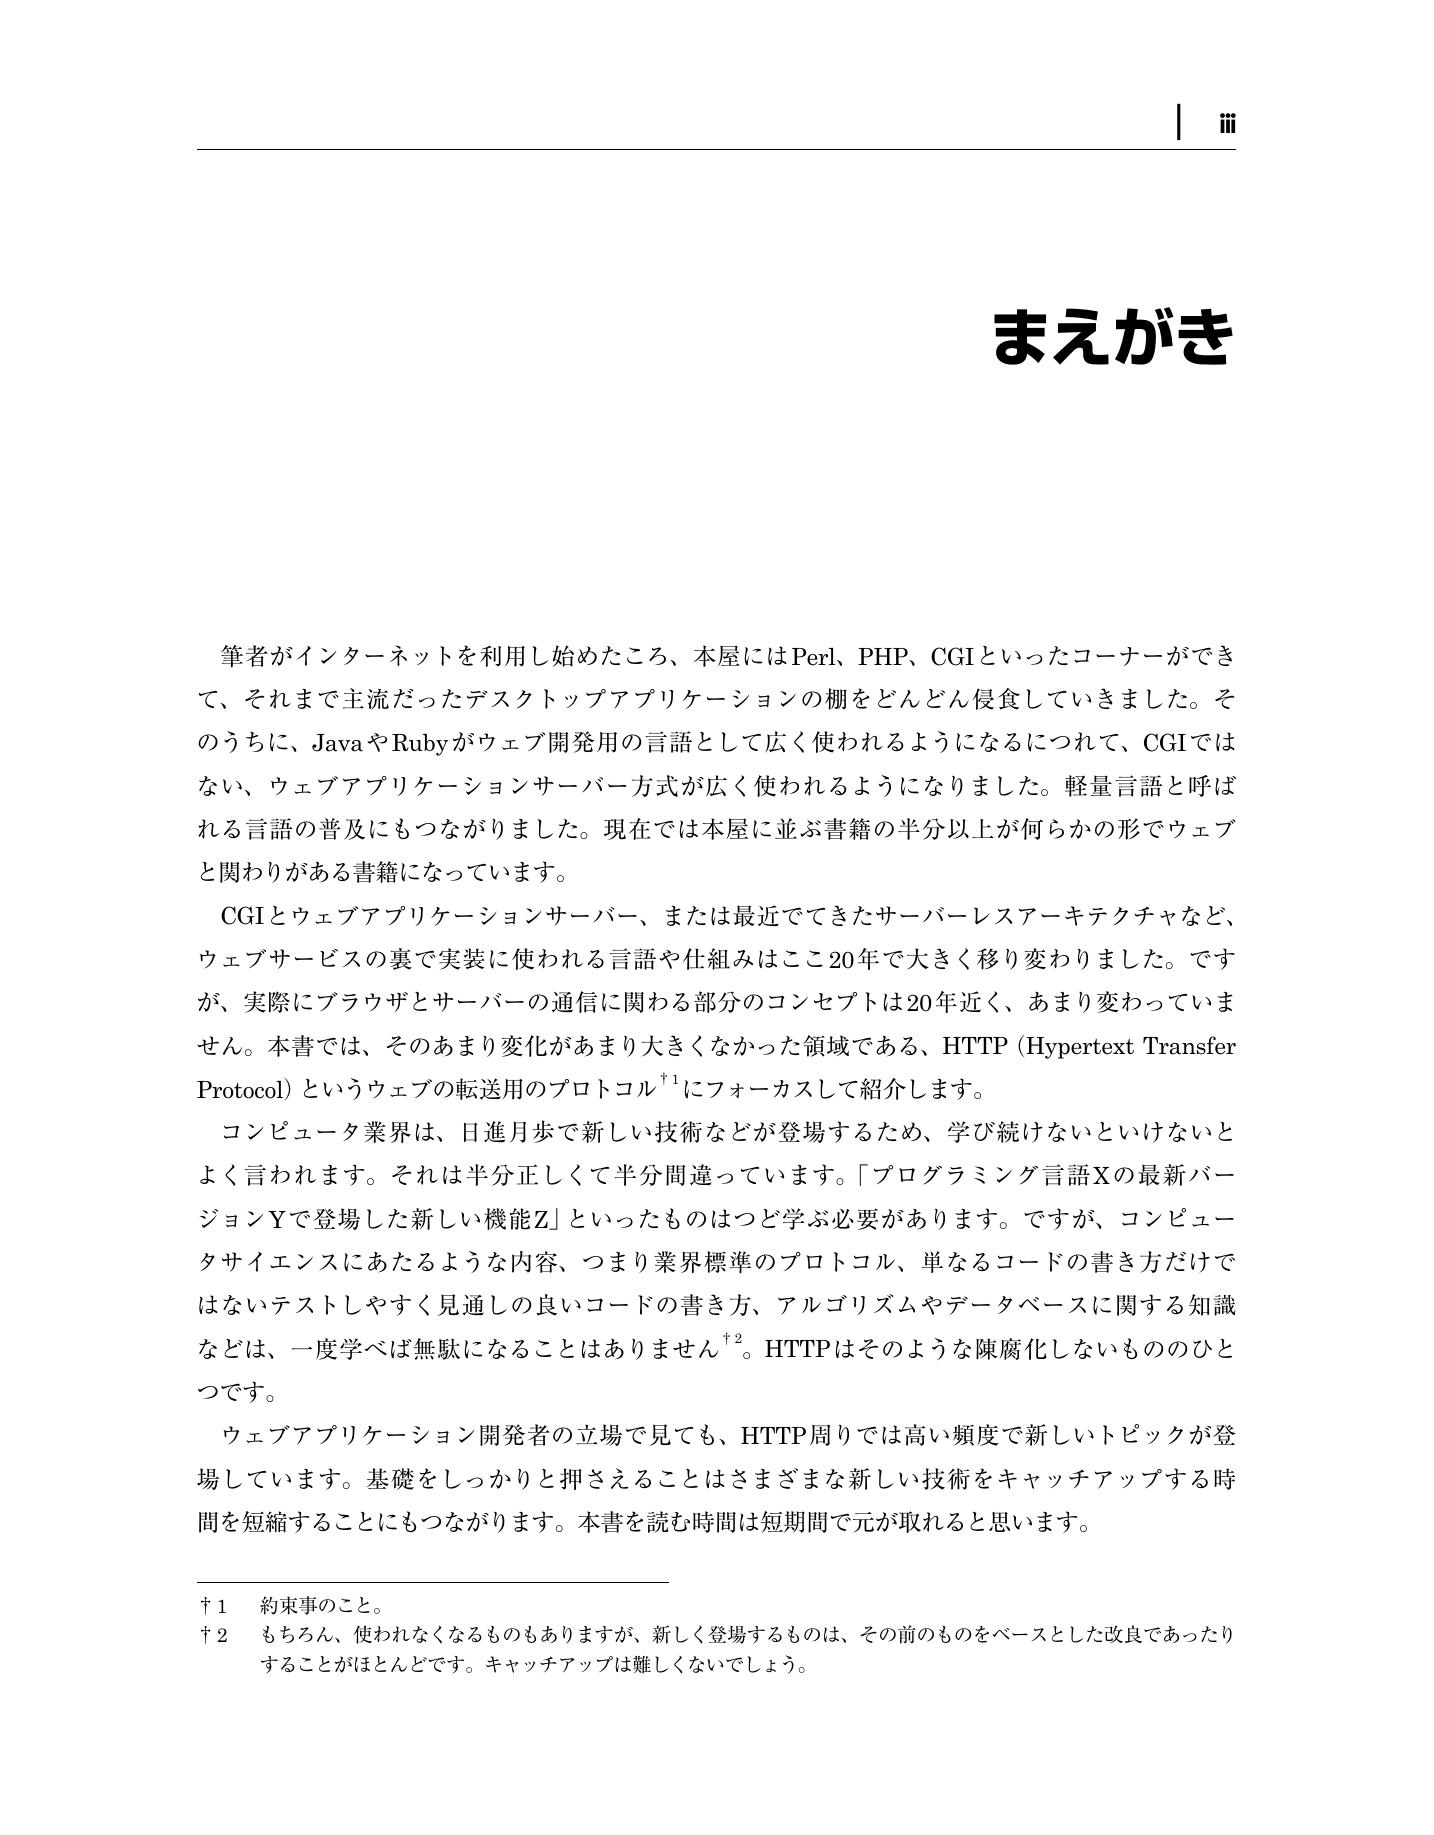 iii
まえがき
筆者がインターネットを利用し始めたころ、本屋にはPerl、PHP、CGIといったコーナーができ
て、それまで主流だったデスクトップアプリケーションの棚をどんどん侵食していきました。そ
のうちに、JavaやRubyがウェブ開発用の言語として広く使われるようになるにつれて、CGIでは
ない、ウェブアプリケーションサーバー方式が広く使われるようになりました。軽量言語と呼ば
れる言語の普及にもつながりました。現在では本屋に並ぶ書籍の半分以上が何らかの形でウェブ
と関わりがある書籍になっています。
CGIとウェブアプリケーションサーバー、または最近でてきたサーバーレスアーキテクチャなど、
ウェブサービスの裏で実装に使われる言語や仕組みはここ20年で大きく移り変わりました。です
が、実際にブラウザとサーバーの通信に関わる部分のコンセプトは20年近く、あまり変わっていま
せん。本書では、そのあまり変化があまり大きくなかった領域である、HTTP（Hypertext Transfer
Protocol）というウェブの転送用のプロトコル†1にフォーカスして紹介します。
コンピュータ業界は、日進月歩で新しい技術などが登場するため、学び続けないといけないと
よく言われます。それは半分正しくて半分間違っています。「プログラミング言語Xの最新バー
ジョンYで登場した新しい機能Z」といったものはつど学ぶ必要があります。ですが、コンピュー
タサイエンスにあたるような内容、つまり業界標準のプロトコル、単なるコードの書き方だけで
はないテストしやすく見通しの良いコードの書き方、アルゴリズムやデータベースに関する知識
などは、一度学べば無駄になることはありません†2。HTTPはそのような陳腐化しないもののひと
つです。
ウェブアプリケーション開発者の立場で見ても、HTTP周りでは高い頻度で新しいトピックが登
場しています。基礎をしっかりと押さえることはさまざまな新しい技術をキャッチアップする時
間を短縮することにもつながります。本書を読む時間は短期間で元が取れると思います。
†1 約束事のこと。
†2 もちろん、使われなくなるものもありますが、新しく登場するものは、その前のものをベースとした改良であったり
することがほとんどです。キャッチアップは難しくないでしょう。